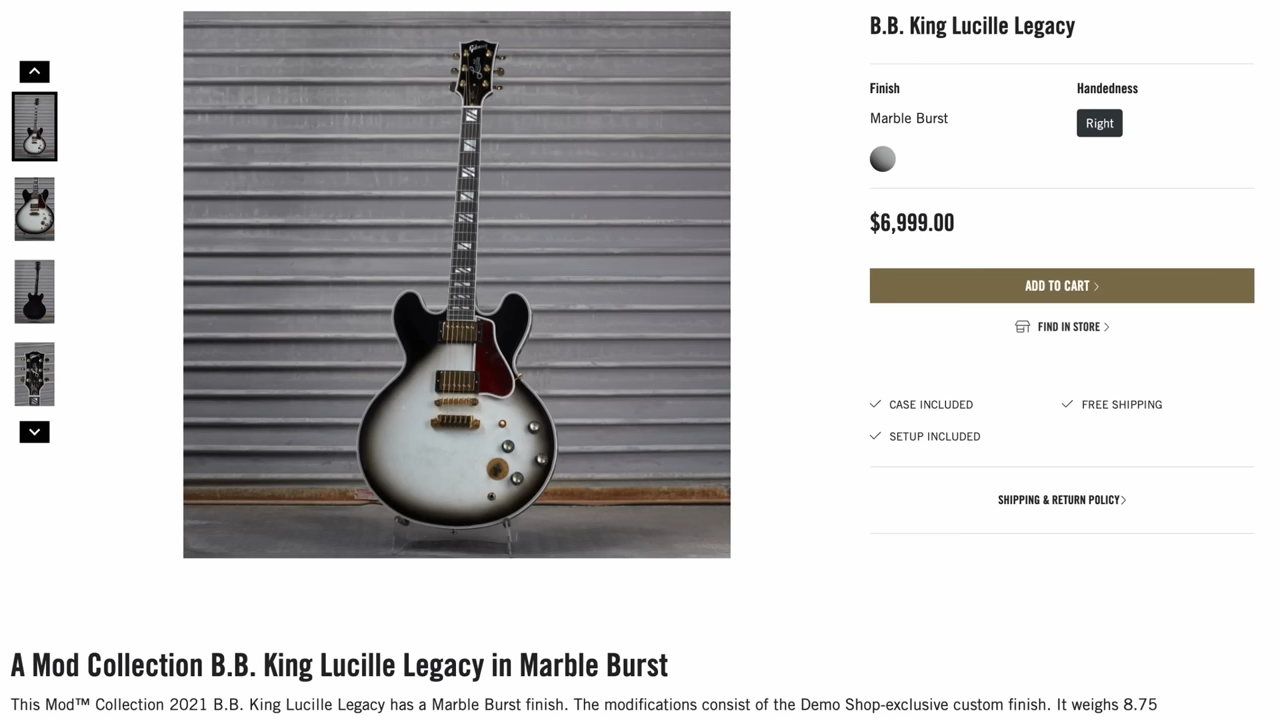 B.B. King Lucille Legacy
Finish
Handedness
Marble Burst
Right
$6,999.00
ADD TO CART
FIND IN STORE
CASE INCLUDED
FREE SHIPPING
SETUP INCLUDED
SHIPPING & RETURN POLICY
Gibson
Lucille
A Mod Collection B.B. King Lucille Legacy in Marble Burst
This Mod™ Collection 2021 B.B. King Lucille Legacy has a Marble Burst finish. The modifications consist of the Demo Shop-exclusive custom finish. It weighs 8.75